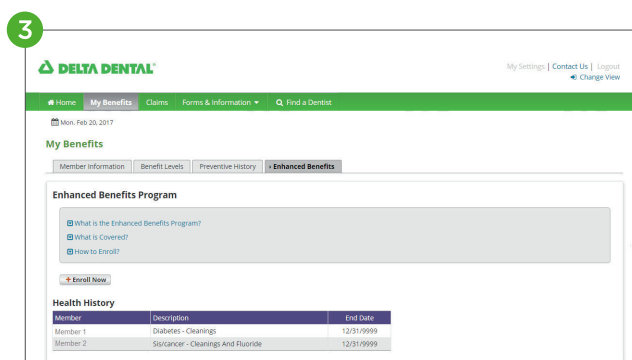 3
DELTA DENTAL®
My Settings | Contact Us | Logout
Change View
Home My Benefits Claims Forms & Information Find a Dentist
Mon. Feb 20, 2017
My Benefits
Member Information Benefit Levels Preventive History › Enhanced Benefits
Enhanced Benefits Program
What is the Enhanced Benefits Program?
What is Covered?
How to Enroll?
+ Enroll Now
Health History
Member Description End Date
Member 1 Diabetes - Cleanings 12/31/9999
Member 2 Sis/cancer - Cleanings And Fluoride 12/31/9999